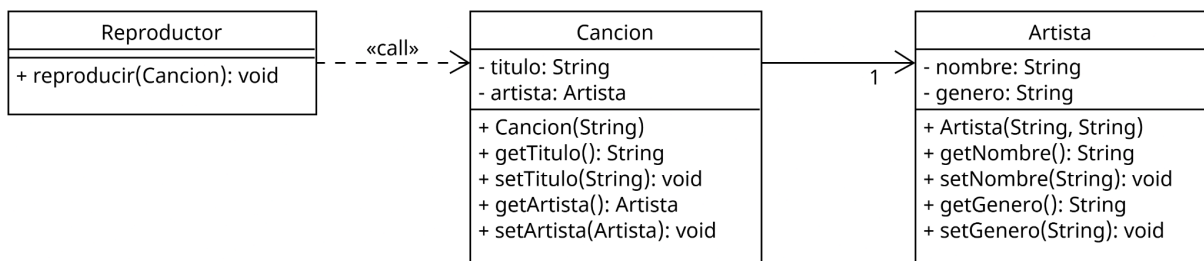 Reproductor
+ reproducir(Cancion): void
«call»
Cancion
- titulo: String
- artista: Artista
+ Cancion(String)
+ getTitulo(): String
+ setTitulo(String): void
+ getArtista(): Artista
+ setArtista(Artista): void
1
Artista
- nombre: String
- genero: String
+ Artista(String, String)
+ getNombre(): String
+ setNombre(String): void
+ getGenero(): String
+ setGenero(String): void